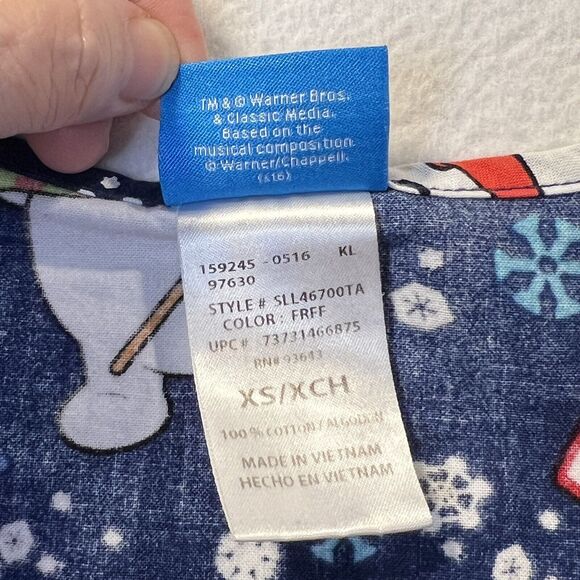 TM & © Warner Bros.
& Classic Media.
Based on the
musical composition
© Warner/Chappell.
(s16)
159245 - 0516 KL
97630
STYLE # SLL46700TA
COLOR : FRFF
UPC# 73731466875
RN# 93643
XS/XCH
100% COTTON / ALGODÓN
MADE IN VIETNAM
HECHO EN VIETNAM